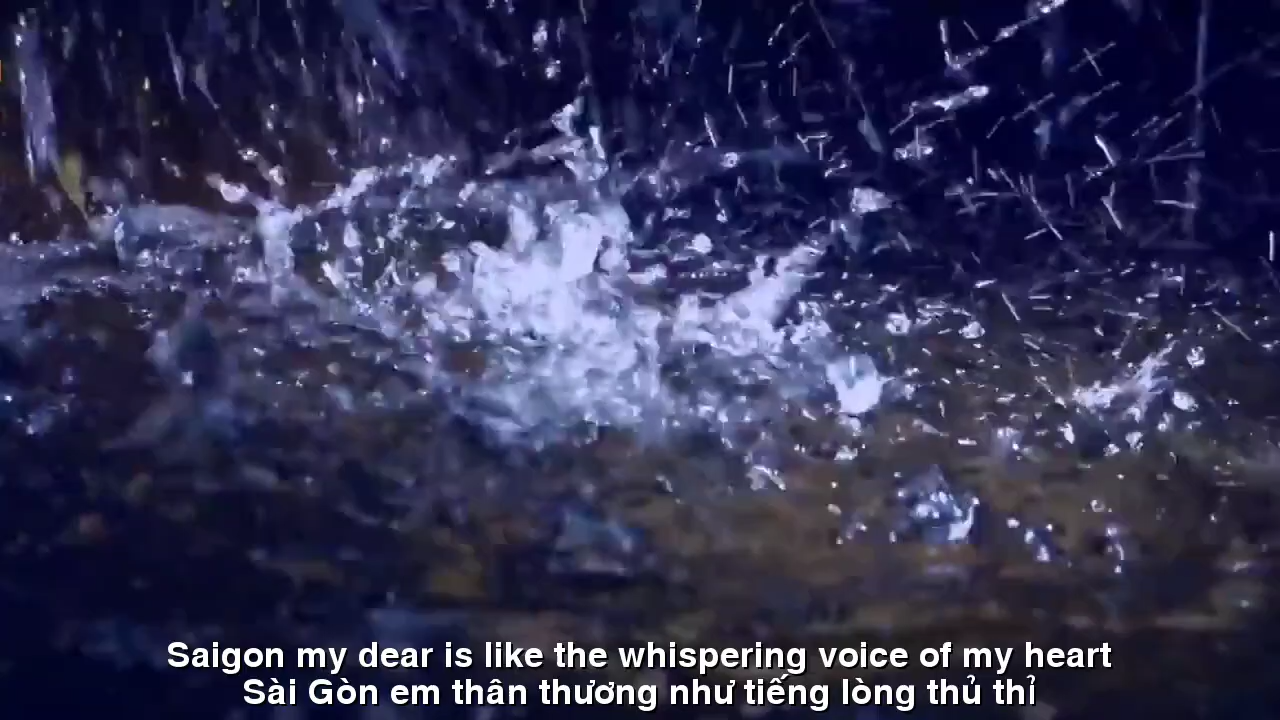 Saigon my dear is like the whispering voice of my heart
Sài Gòn em thân thương như tiếng lòng thủ thỉ